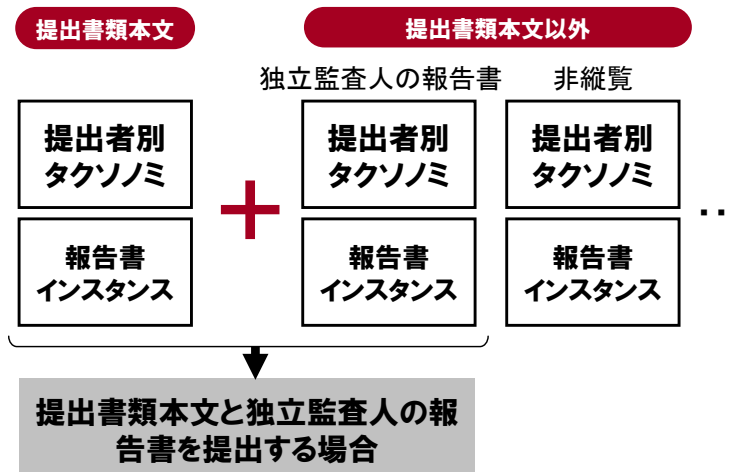 提出書類本文
提出書類本文以外
独立監査人の報告書
非縦覧
提出者別
タクソノミ
報告書
インスタンス
+
提出者別
タクソノミ
報告書
インスタンス
提出者別
タクソノミ
報告書
インスタンス
..
提出書類本文と独立監査人の報
告書を提出する場合